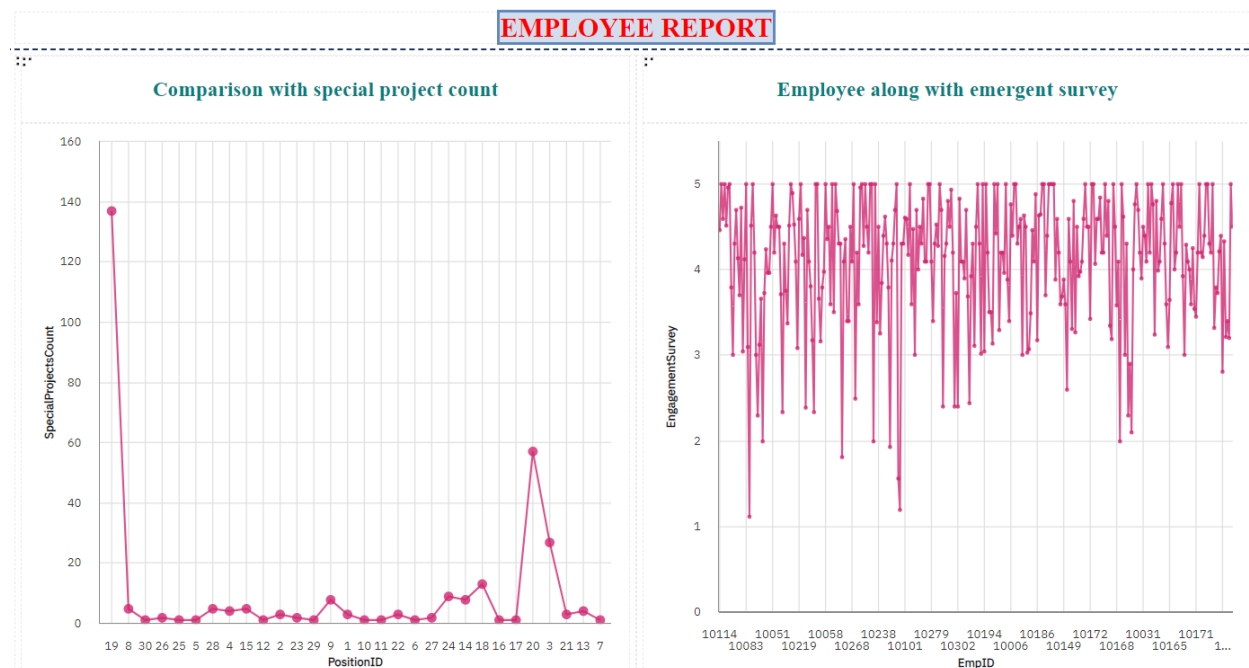 EMPLOYEE REPORT
Comparison with special project count
160
140
120
100
80
60
40
20
0
SpecialProjectsCount
19 8 30 26 25 5 28 4 15 12 2 23 29 9 1 10 11 22 6 27 24 14 18 16 17 20 3 21 13 7
PositionID
Employee along with emergent survey
5
4
3
2
1
0
EngagementSurvey
10114 10051 10058 10238 10279 10194 10186 10172 10031 10171
10083 10219 10268 10101 10302 10006 10149 10168 10165 1...
EmpID